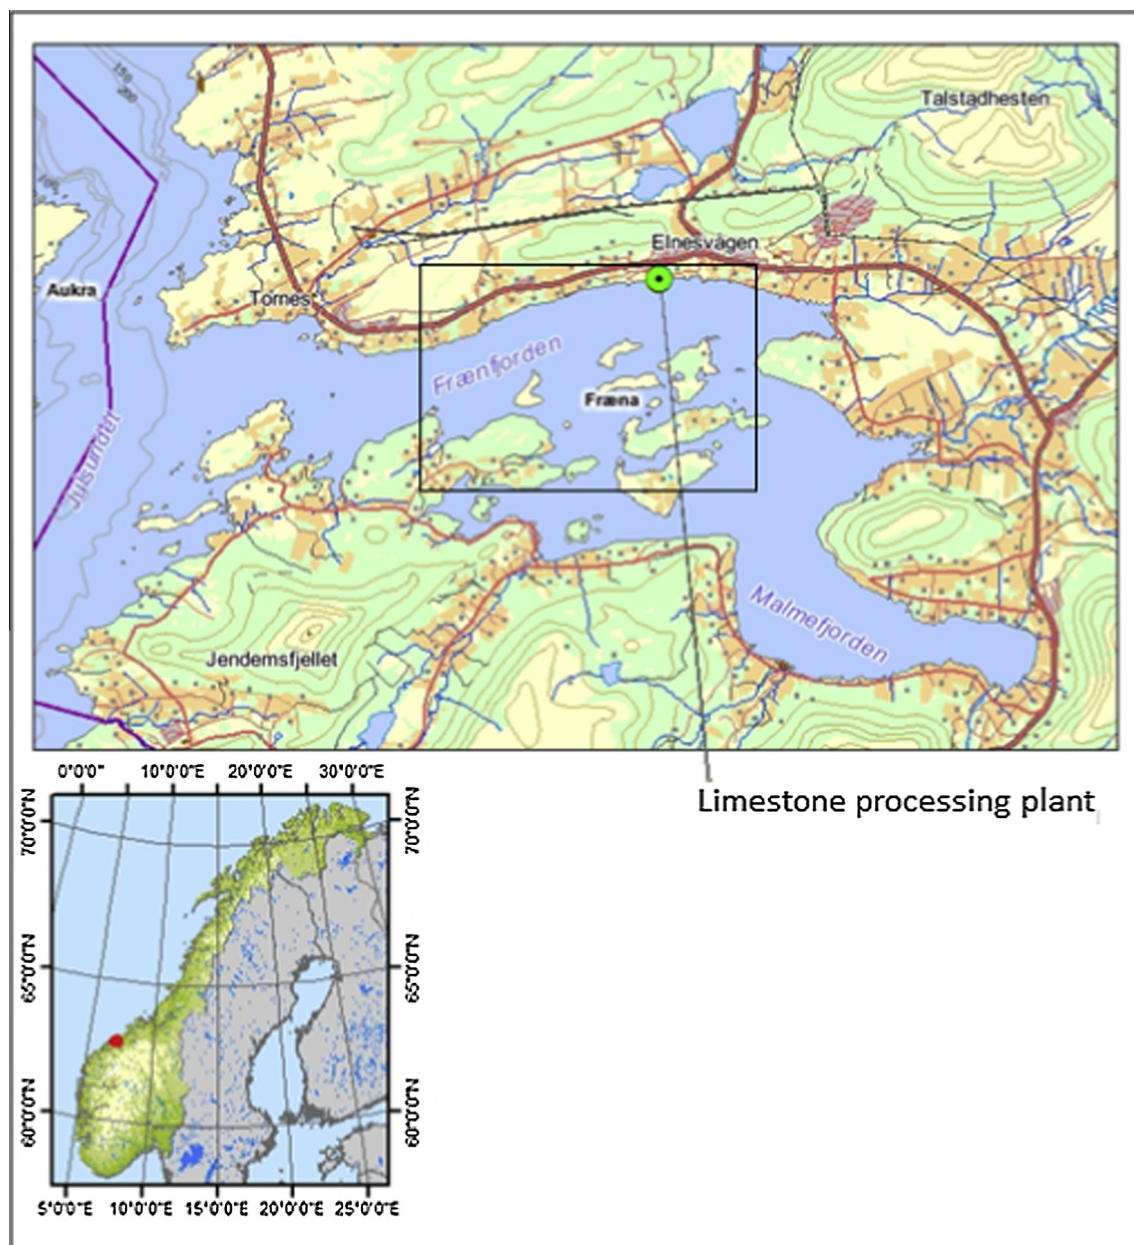 150
200
100
Talstadhesten
Elnesvågen
Aukra
Tornes
Frænfjorden
Fræna
Julsundet
Malmefjorden
Jendemsfjellet
Limestone processing plant
0°0'0" 10°0'0"E 20°0'0"E 30°0'0"E
70°0'0"N 70°0'0"N
65°0'0"N 65°0'0"N
60°0'0"N 60°0'0"N
5°0'0"E 10°0'0"E 15°0'0"E 20°0'0"E 25°0'0"E